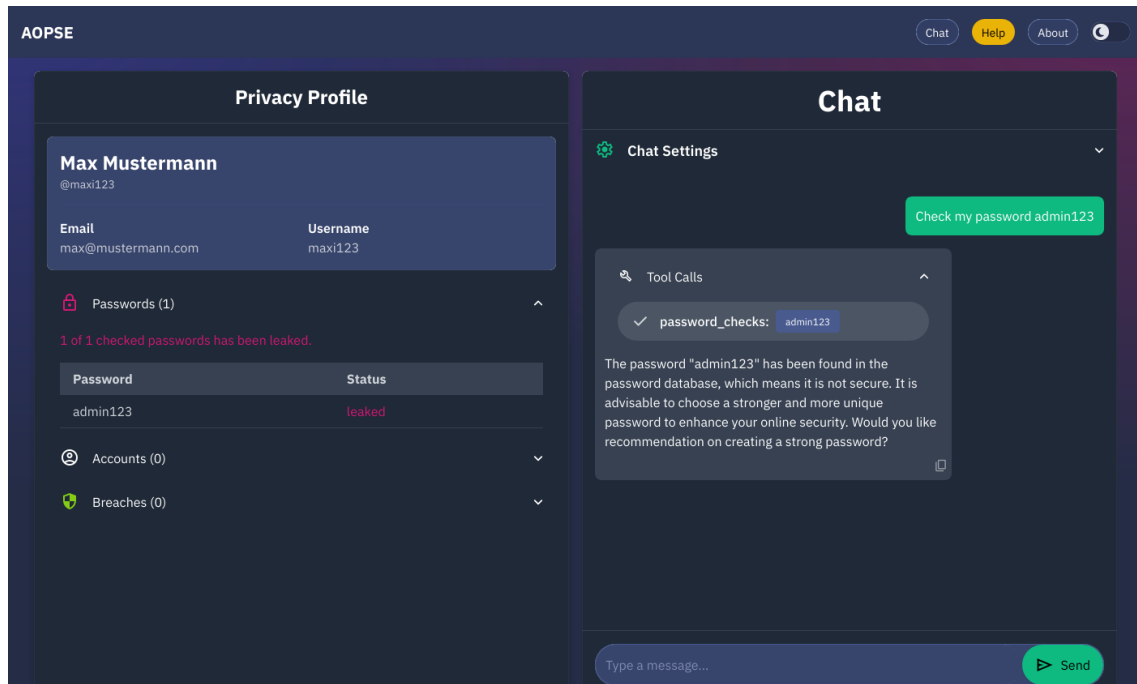 AOPSE
Chat
Help
About
Privacy Profile
Max Mustermann
@maxi123
Email
Username
max@mustermann.com
maxi123
Passwords (1)
1 of 1 checked passwords has been leaked.
Password
Status
admin123
leaked
Accounts (0)
Breaches (0)
Chat
Chat Settings
Check my password admin123
Tool Calls
password_checks:
admin123
The password "admin123" has been found in the
password database, which means it is not secure. It is
advisable to choose a stronger and more unique
password to enhance your online security. Would you like
recommendation on creating a strong password?
Type a message...
Send